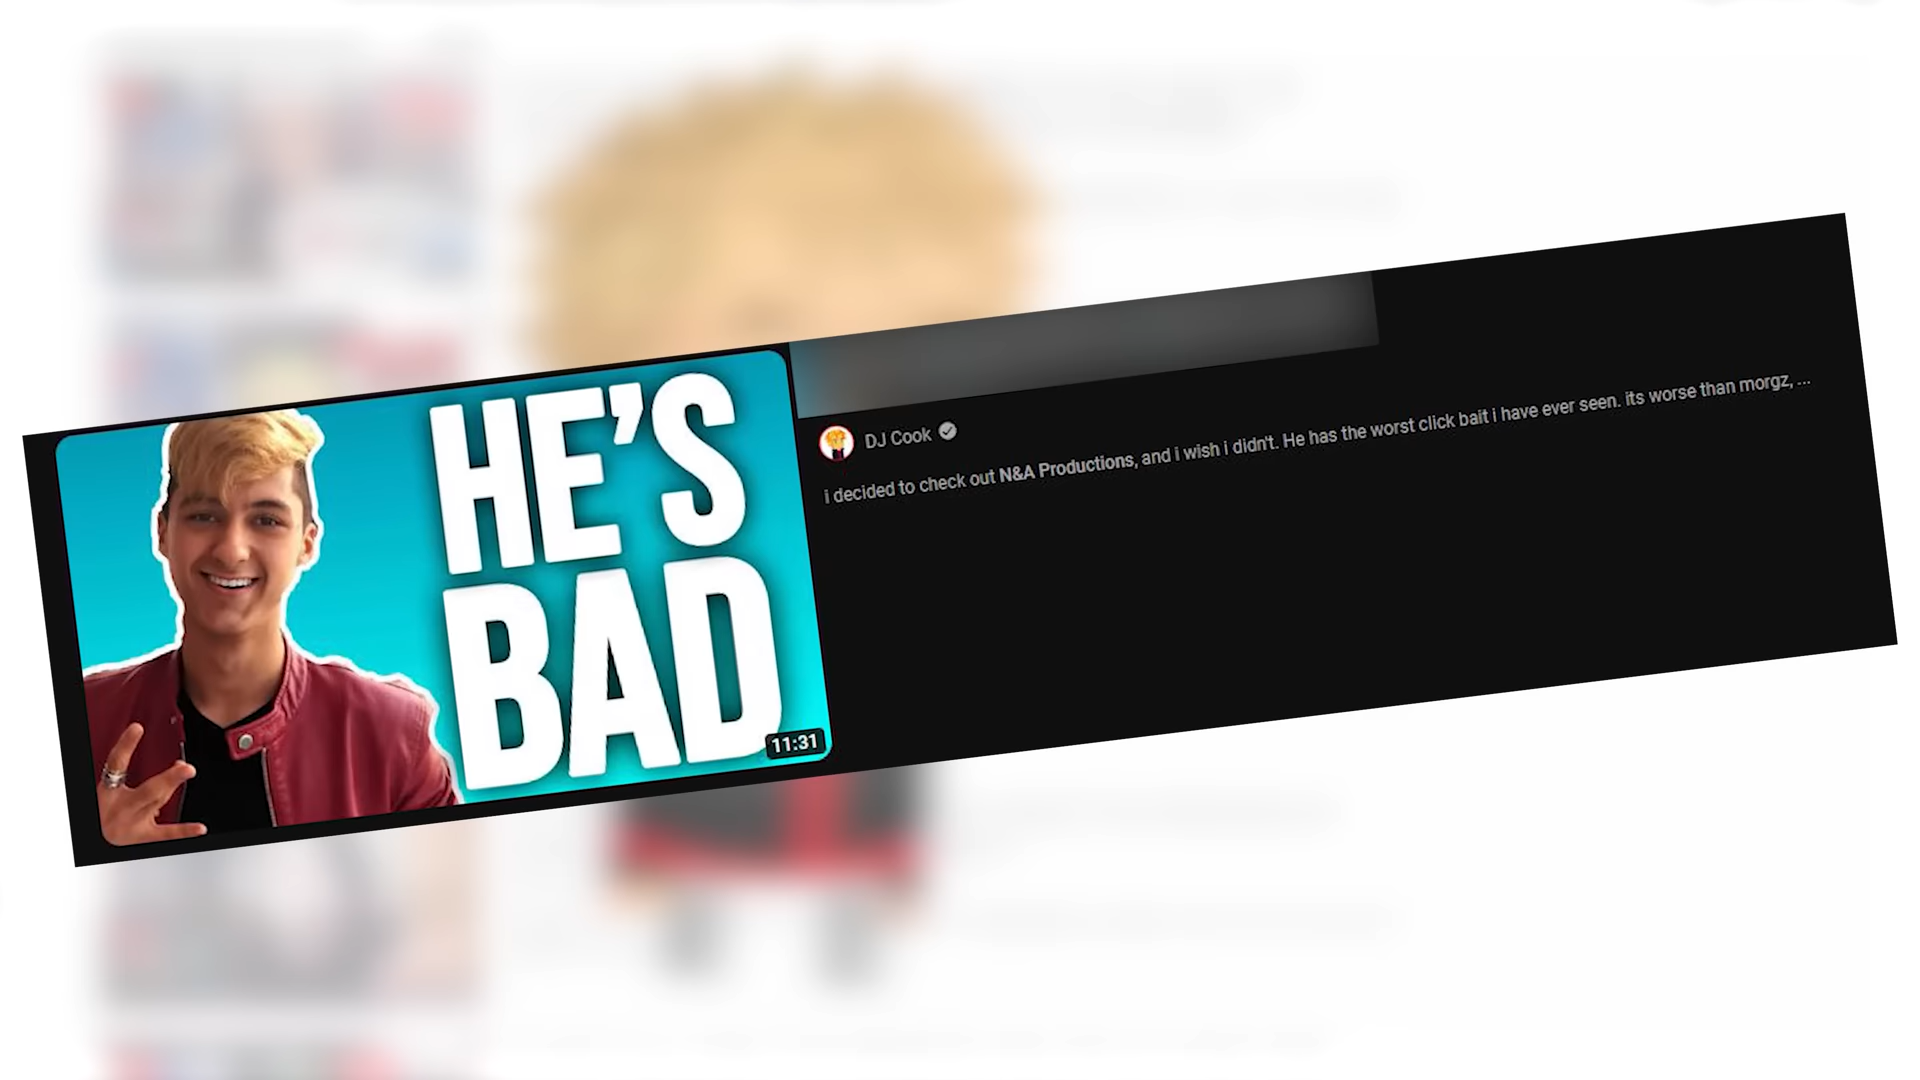 HE'S
BAD
11:31
DJ Cook
i decided to check out N&A Productions, and i wish i didn't. He has the worst click bait i have ever seen. its worse than morgz, ...